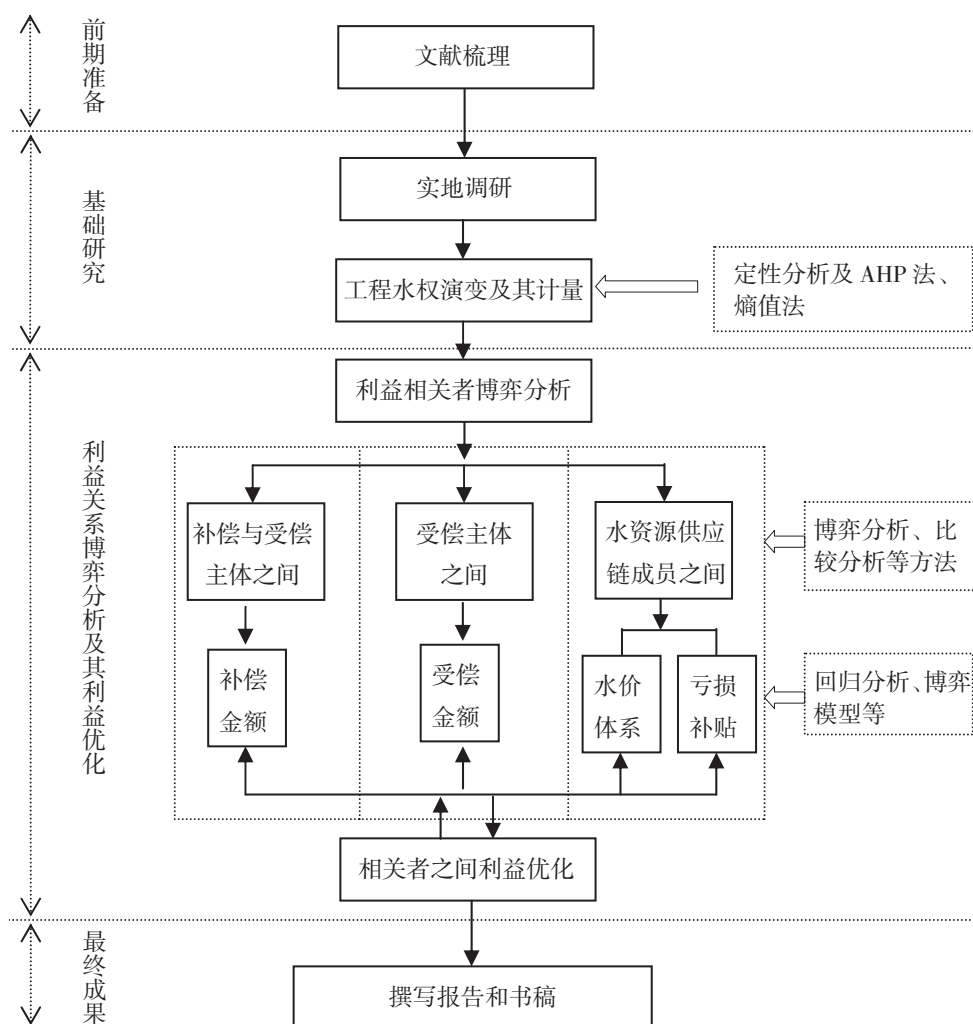 前期准备
文献梳理
基础研究
实地调研
工程水权演变及其计量
定性分析及 AHP 法、
熵值法
利益关系博弈分析及其利益优化
利益相关者博弈分析
补偿与受偿
主体之间
受偿主体
之间
水资源供应
链成员之间
博弈分析、比
较分析等方法
补偿
金额
受偿
金额
水价
体系
亏损
补贴
回归分析、博弈
模型等
相关者之间利益优化
最终成果
撰写报告和书稿